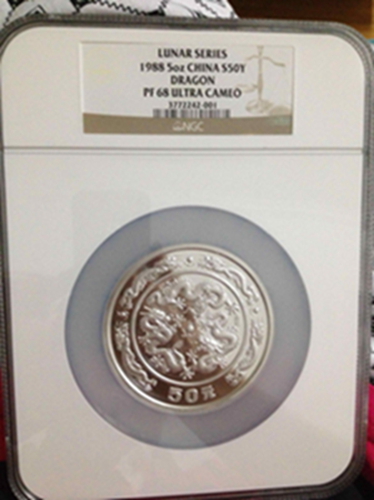 LUNAR SERIES
1988 5oz CHINA S50Y
DRAGON
PF 68 ULTRA CAMEO
3772242-001
NGC
50元